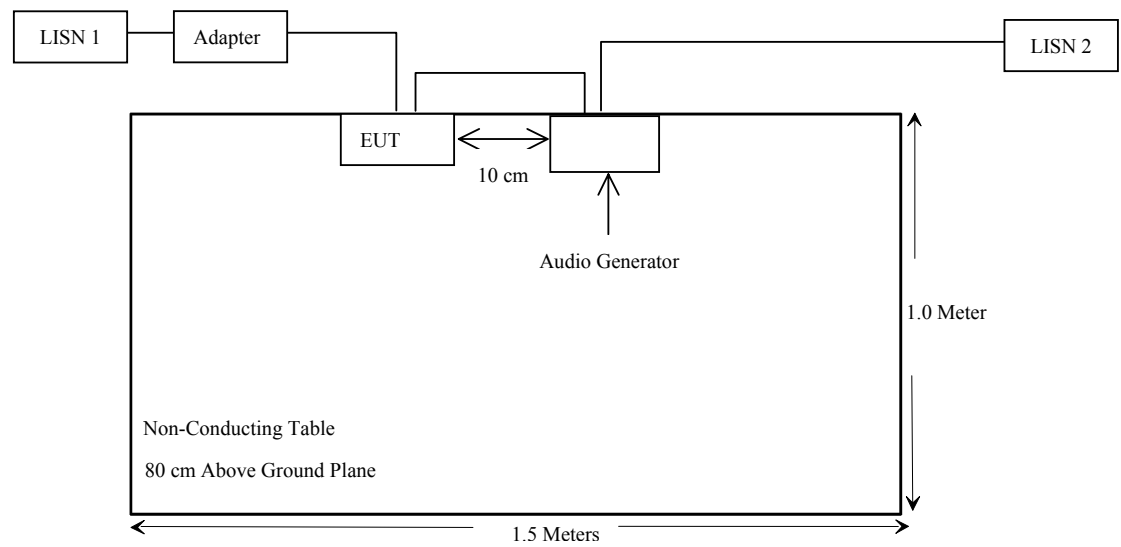 LISN 1
Adapter
LISN 2
EUT
10 cm
Audio Generator
1.0 Meter
Non-Conducting Table
80 cm Above Ground Plane
1.5 Meters